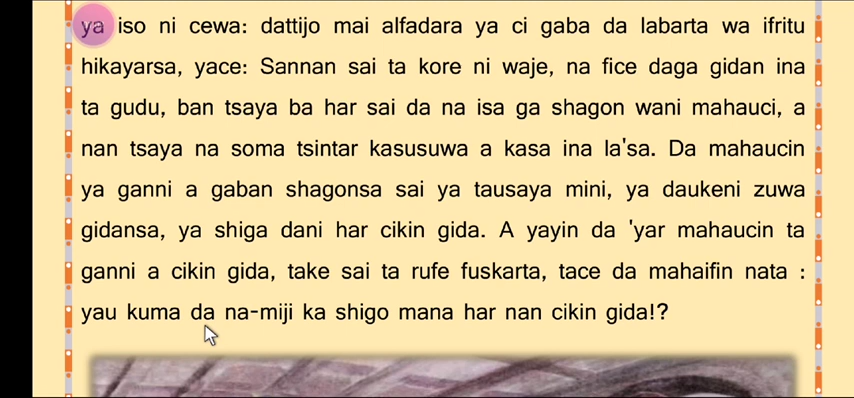 ya iso ni cewa: dattijo mai alfadara ya ci gaba da labarta wa ifritu
hikayarsa, yace: Sannan sai ta kore ni waje, na fice daga gidan ina
ta gudu, ban tsaya ba har sai da na isa ga shagon wani mahauci, a
nan tsaya na soma tsintar kasusuwa a kasa ina la'sa. Da mahaucin
ya ganni a gaban shagonsa sai ya tausaya mini, ya daukeni zuwa
gidansa, ya shiga dani har cikin gida. A yayin da 'yar mahaucin ta
ganni a cikin gida, take sai ta rufe fuskarta, tace da mahaifin nata :
yau kuma da na-miji ka shigo mana har nan cikin gida!?